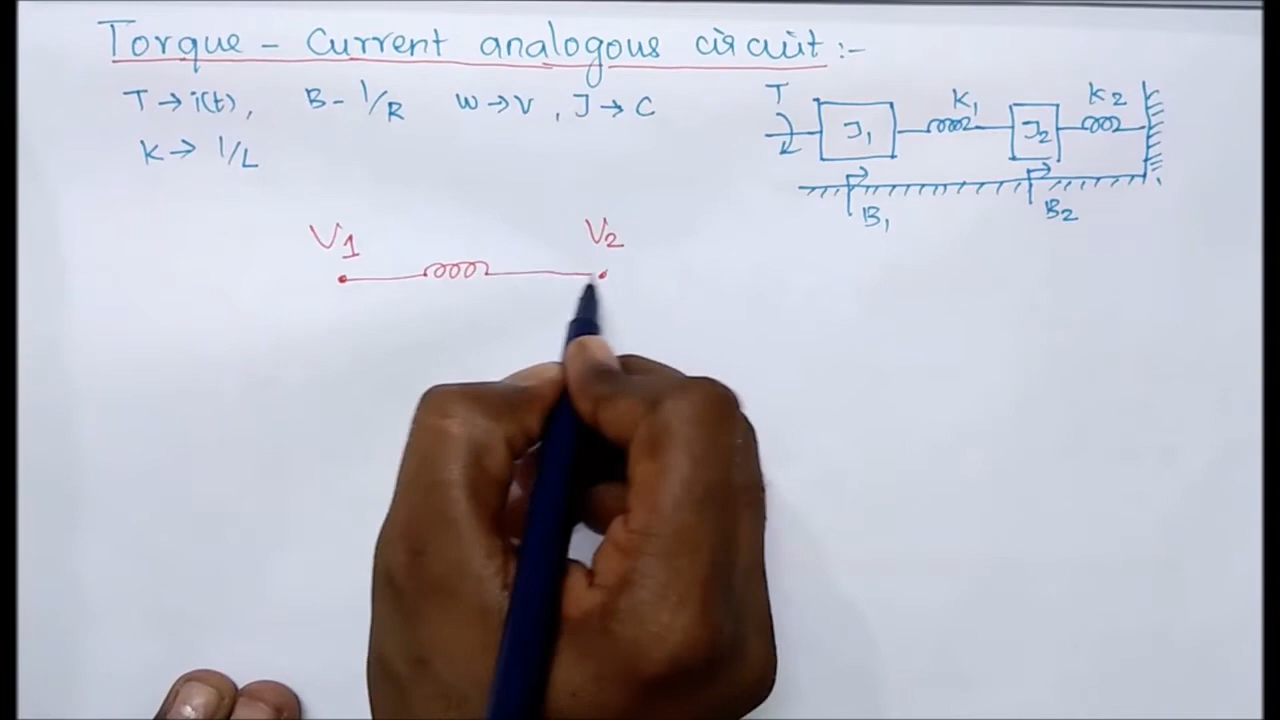 Torque - Current analogous circuit :-
T → i(t), B - 1/R W → V , J → C
K → 1/L
T J1 K1 J2 K2
B1 B2
V1 V2